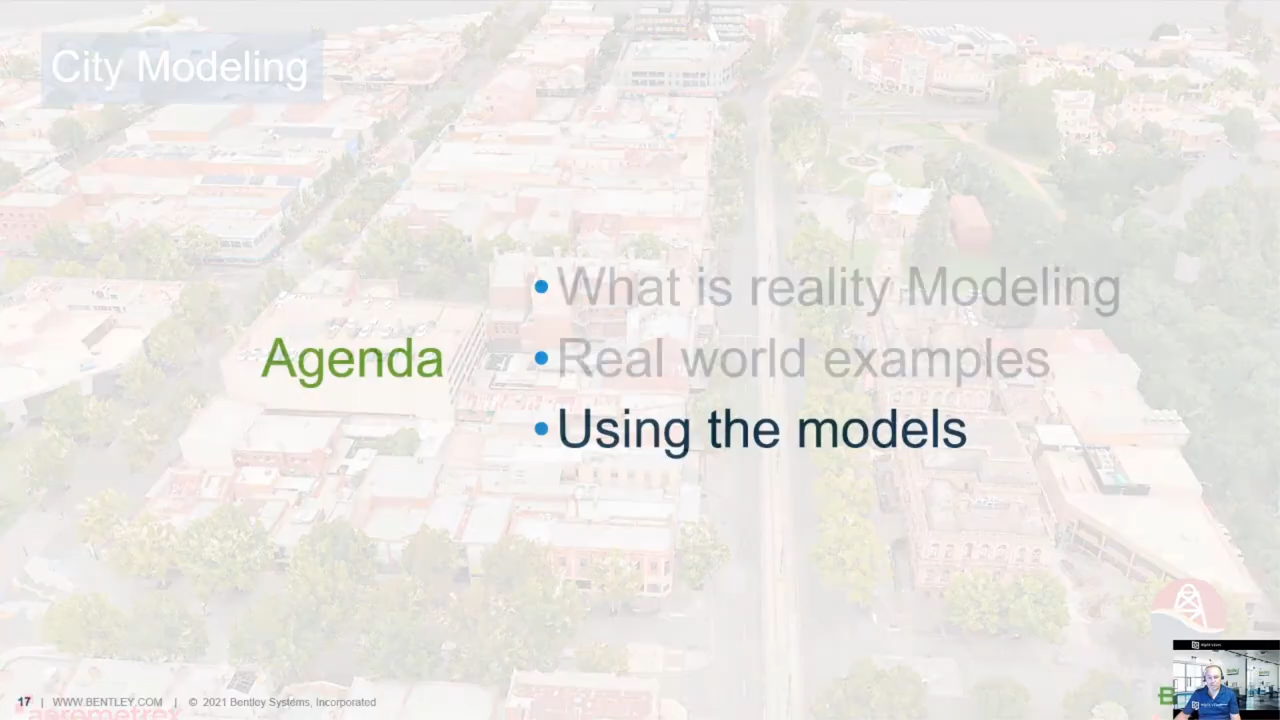 City Modeling
Agenda
• What is reality Modeling
• Real world examples
• Using the models
17 | WWW.BENTLEY.COM | © 2021 Bentley Systems, Incorporated
aerometrex
B